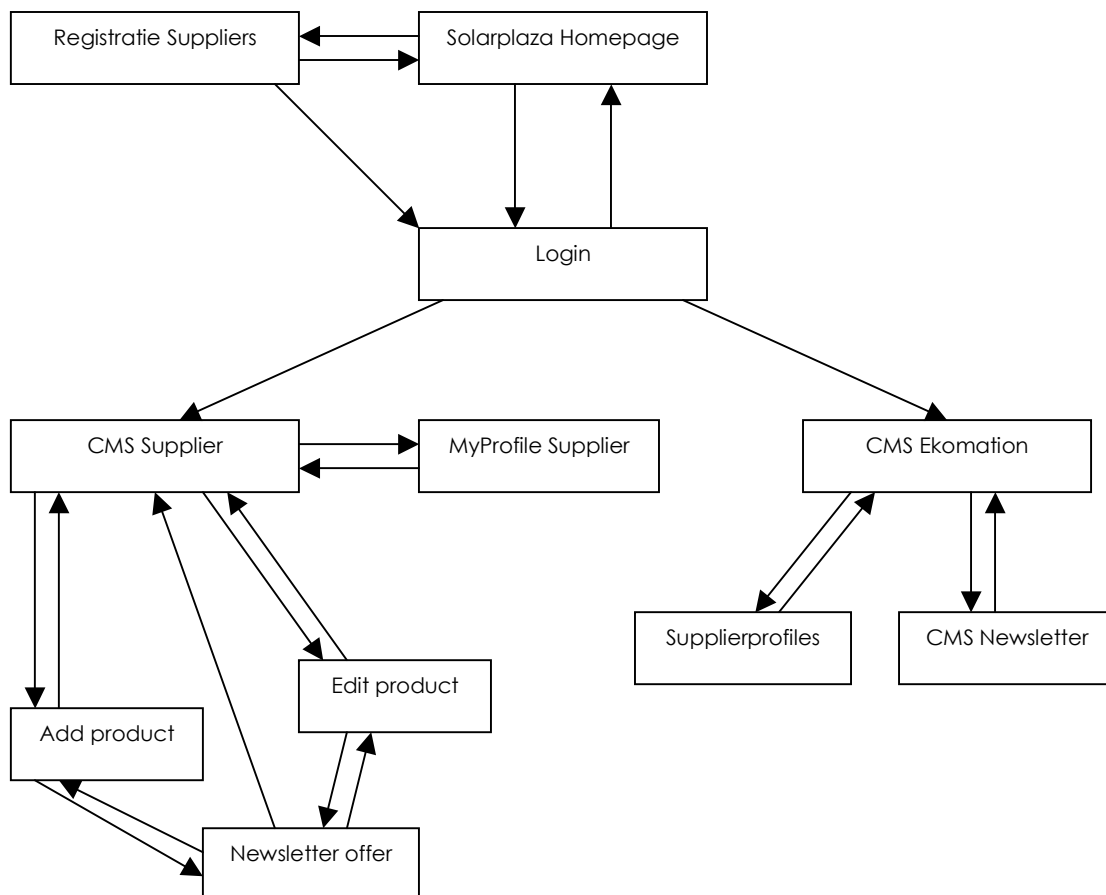 Registratie Suppliers
Solarplaza Homepage
Login
CMS Supplier
MyProfile Supplier
CMS Ekomation
Supplierprofiles
CMS Newsletter
Edit product
Add product
Newsletter offer